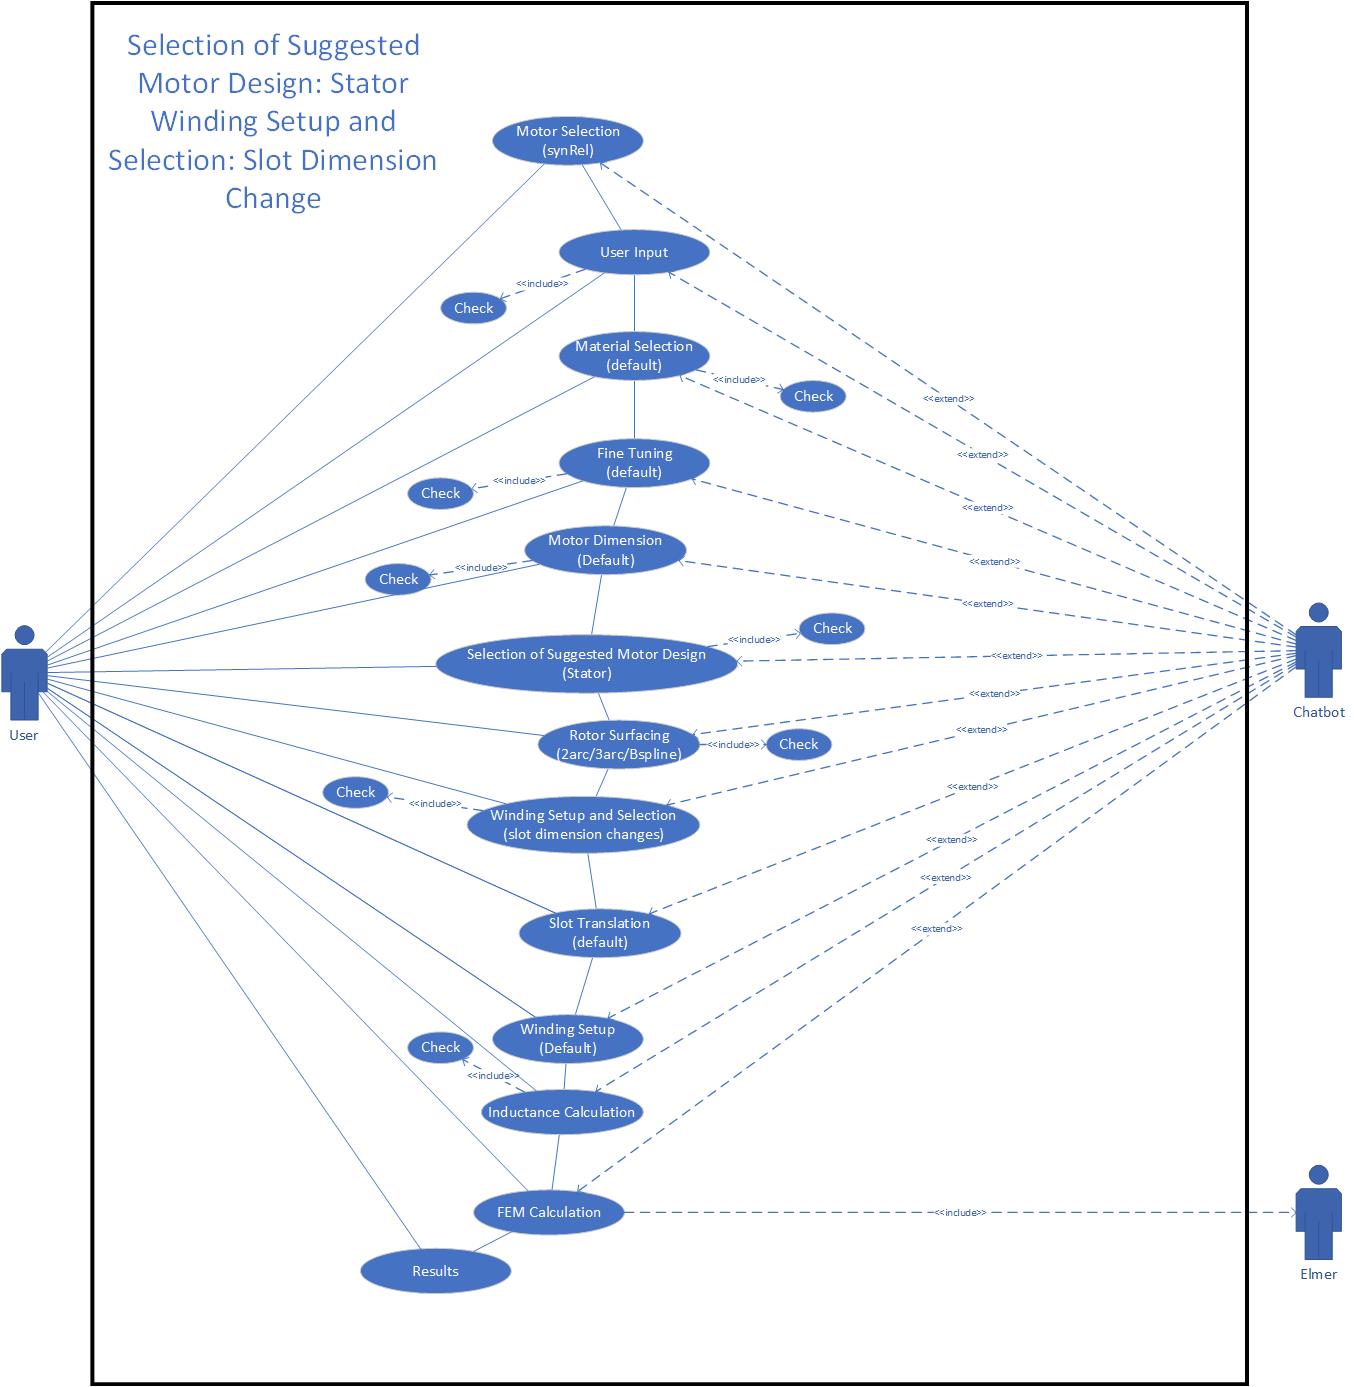 Selection of Suggested
Motor Design: Stator
Winding Setup and
Selection: Slot Dimension
Change
Motor Selection
(synRel)
User Input
<<include>>
Check
Material Selection
(default)
<<include>>
Check
<<extend>>
Fine Tuning
(default)
<<extend>>
<<include>>
Check
<<extend>>
Motor Dimension
(Default)
<<extend>>
<<include>>
Check
<<extend>>
Check
<<include>>
Selection of Suggested Motor Design
(Stator)
<<extend>>
<<extend>>
User
Chatbot
Rotor Surfacing
(2arc/3arc/Bspline)
<<include>>
Check
<<extend>>
Check
<<include>>
<<extend>>
Winding Setup and Selection
(slot dimension changes)
<<extend>>
<<extend>>
Slot Translation
(default)
<<extend>>
Winding Setup
(Default)
Check
<<include>>
Inductance Calculation
FEM Calculation
<<include>>
Results
Elmer